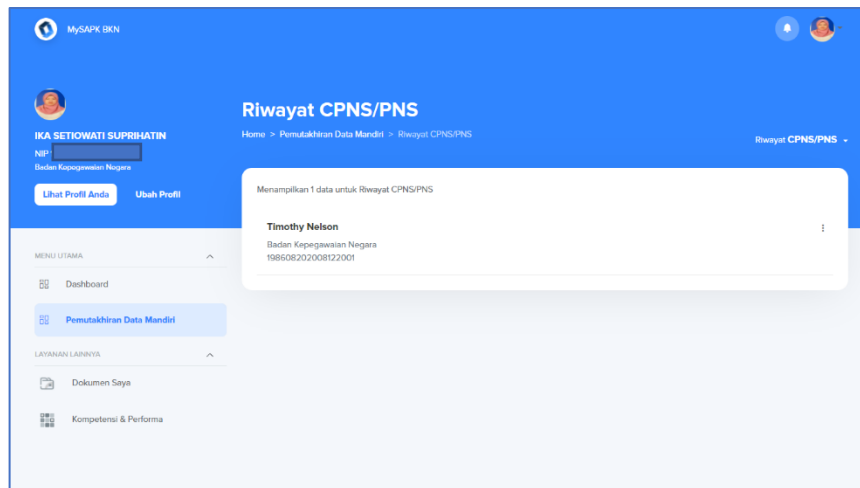 MySAPK BKN
IKA SETIOWATI SUPRIHATIN
NIP
Badan Kepegawaian Negara
Lihat Profil Anda
Ubah Profil
MENU UTAMA
Dashboard
Pemutakhiran Data Mandiri
LAYANAN LAINNYA
Dokumen Saya
Kompetensi & Performa
Riwayat CPNS/PNS
Home > Pemutakhiran Data Mandiri > Riwayat CPNS/PNS
Riwayat CPNS/PNS
Menampilkan 1 data untuk Riwayat CPNS/PNS
Timothy Nelson
Badan Kepegawaian Negara
198608202008122001